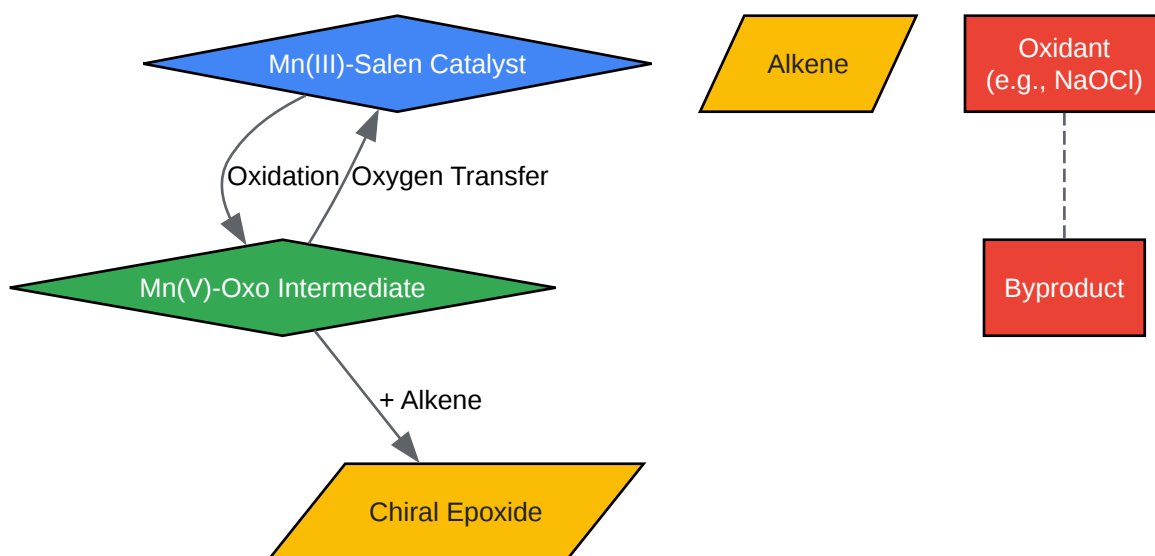 Mn(III)-Salen Catalyst
Alkene
Oxidant
(e.g., NaOCl)
Oxidation
Oxygen Transfer
Mn(V)-Oxo Intermediate
Byproduct
+ Alkene
Chiral Epoxide